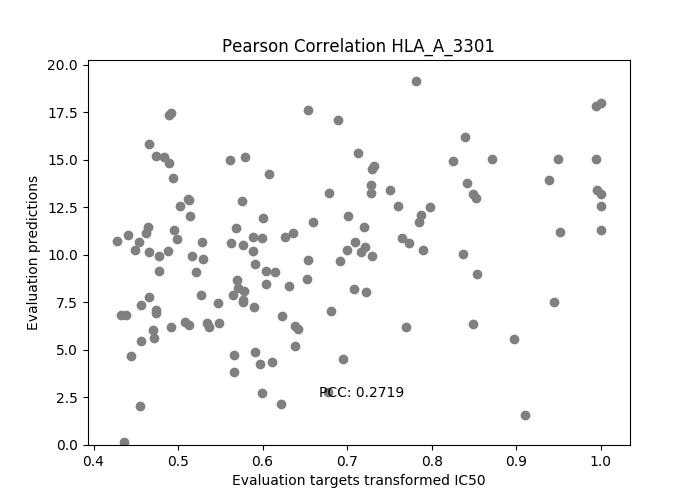 Pearson Correlation HLA_A_3301
20.0
17.5
15.0
12.5
10.0
7.5
5.0
2.5
0.0
Evaluation predictions
PCC: 0.2719
0.4 0.5 0.6 0.7 0.8 0.9 1.0
Evaluation targets transformed IC50